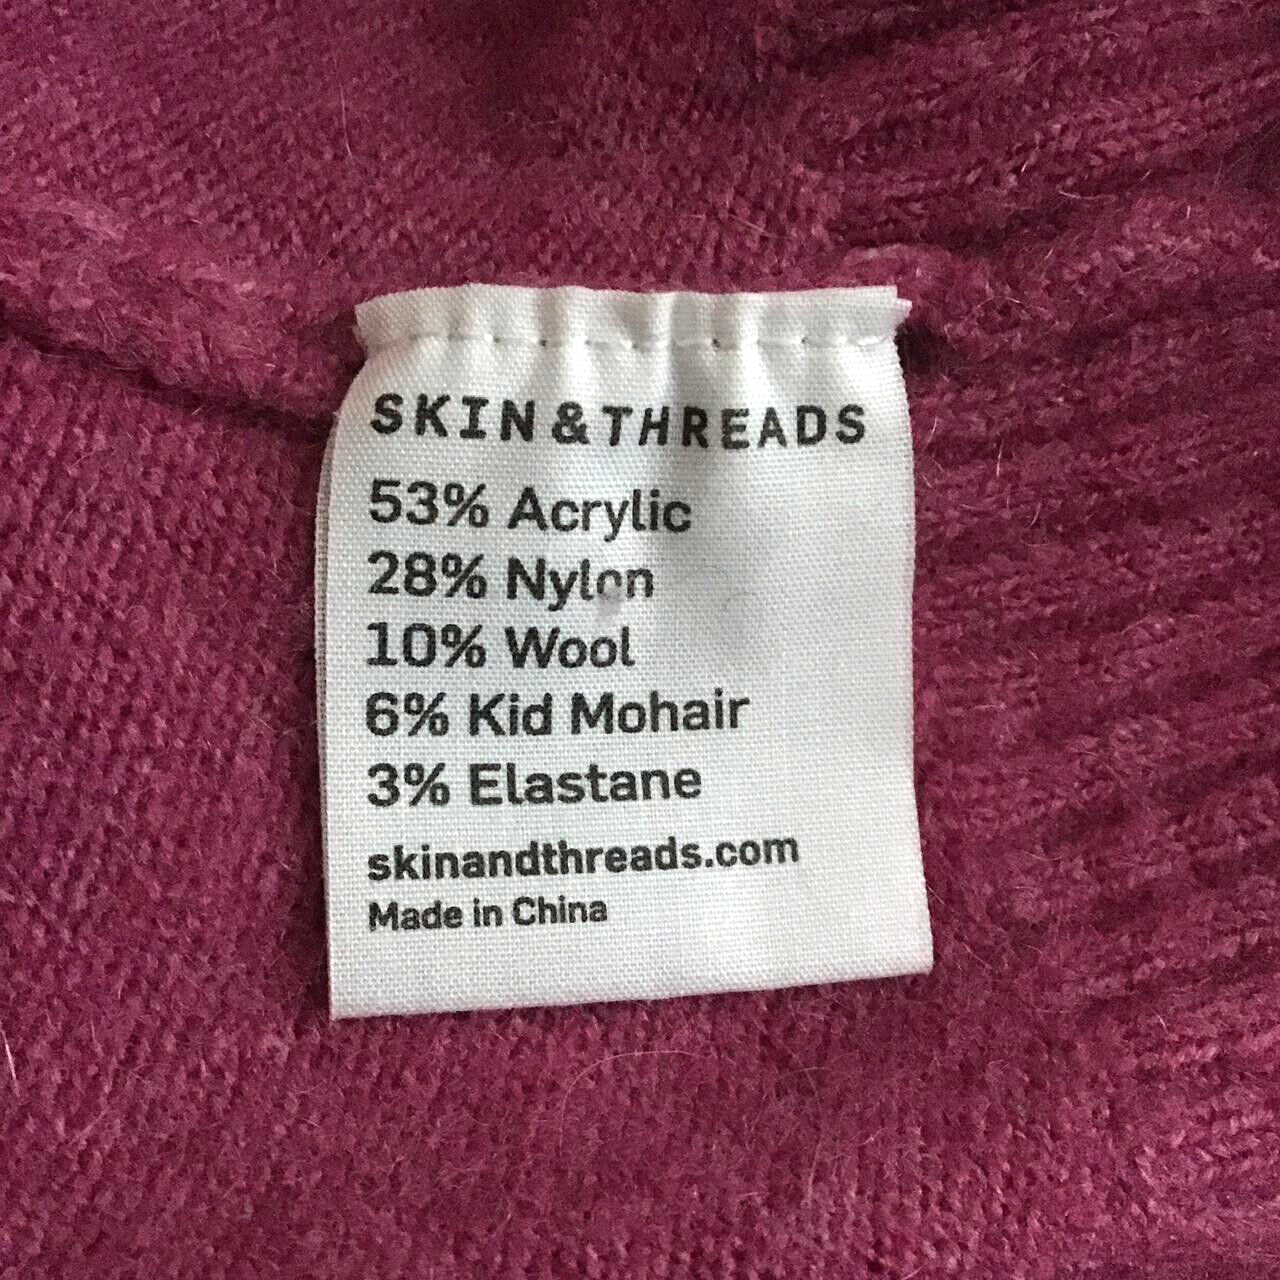 SKIN&THREADS
53% Acrylic
28% Nylon
10% Wool
6% Kid Mohair
3% Elastane
skinandthreads.com
Made in China